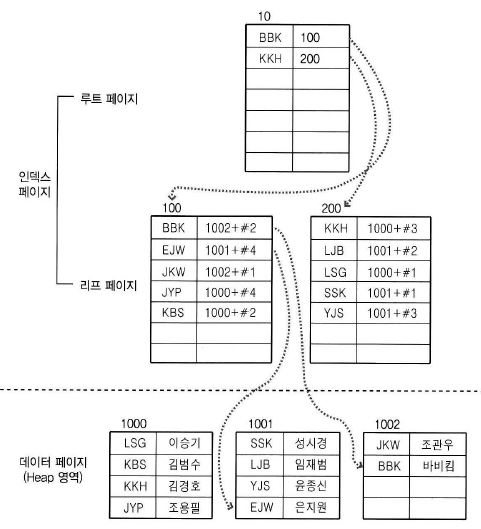 10
BBK 100
KKH 200
루트 페이지
인덱스
페이지
리프 페이지
100
BBK 1002+#2
EJW 1001+#4
JKW 1002+#1
JYP 1000+#4
KBS 1000+#2
200
KKH 1000+#3
LJB 1001+#2
LSG 1000+#1
SSK 1001+#1
YJS 1001+#3
데이터 페이지
(Heap 영역)
1000
LSG 이승기
KBS 김범수
KKH 김경호
JYP 조용필
1001
SSK 성시경
LJB 임재범
YJS 윤종신
EJW 은지원
1002
JKW 조관우
BBK 바비킴